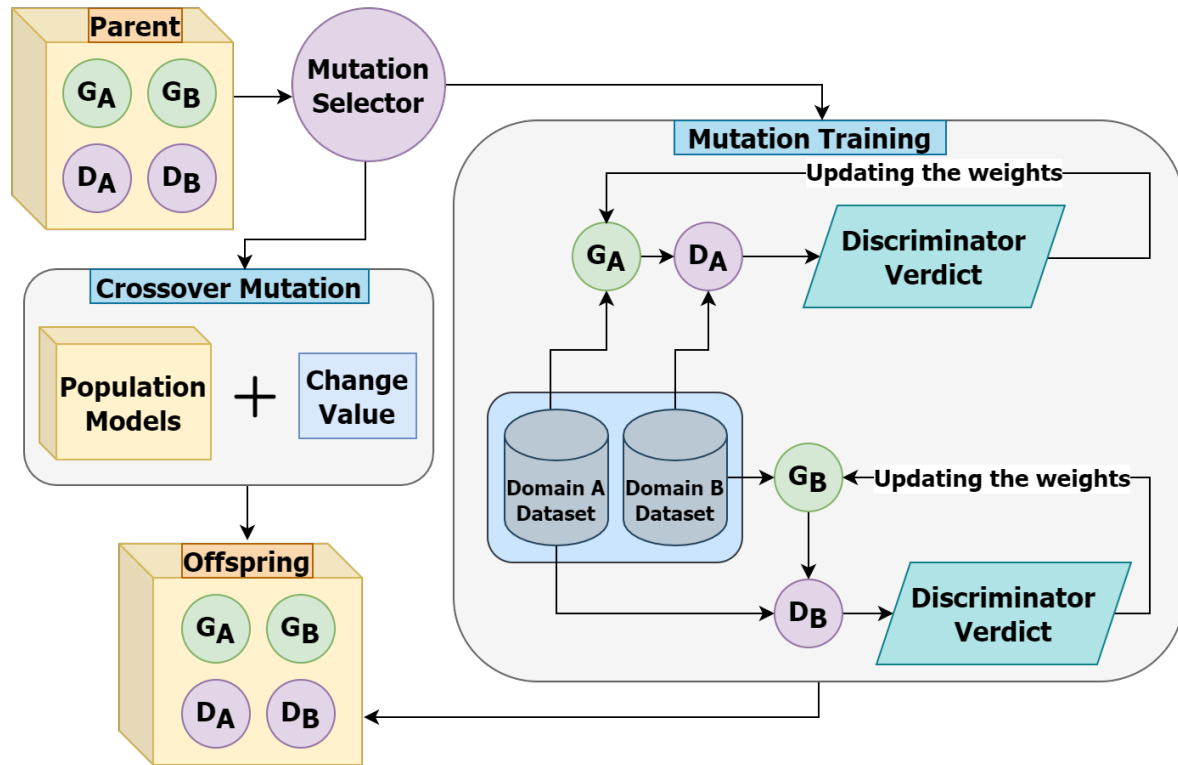 Parent
GA
GB
DA
DB
Mutation
Selector
Mutation Training
Updating the weights
GA
DA
Discriminator
Verdict
Crossover Mutation
Population
Models
+
Change
Value
Domain A
Dataset
Domain B
Dataset
GB
Updating the weights
DB
Discriminator
Verdict
Offspring
GA
GB
DA
DB